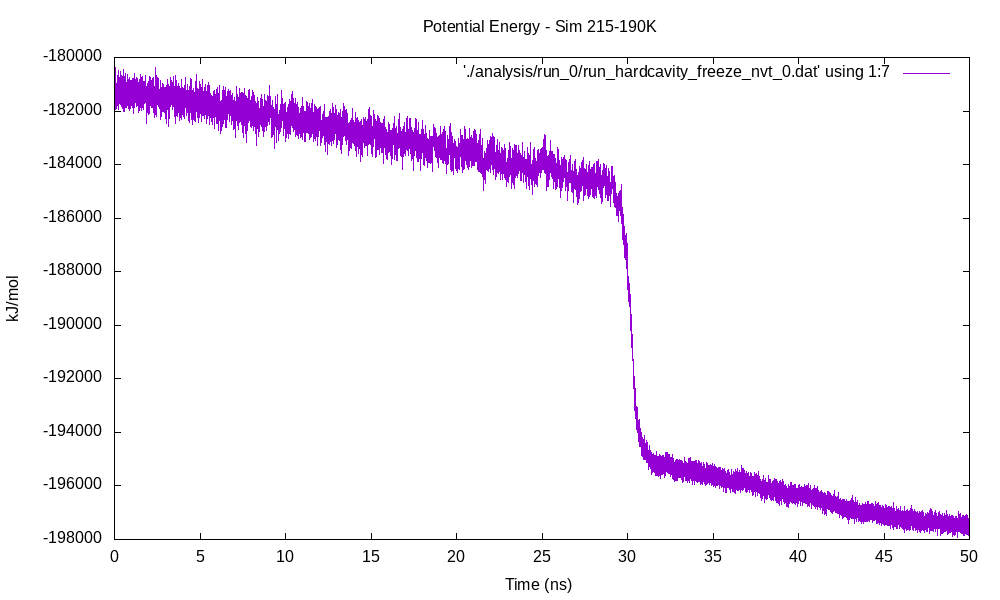 Potential Energy - Sim 215-190K
'./analysis/run_0/run_hardcavity_freeze_nvt_0.dat' using 1:7
-180000
-182000
-184000
-186000
-188000
-190000
-192000
-194000
-196000
-198000
kJ/mol
0 5 10 15 20 25 30 35 40 45 50
Time (ns)